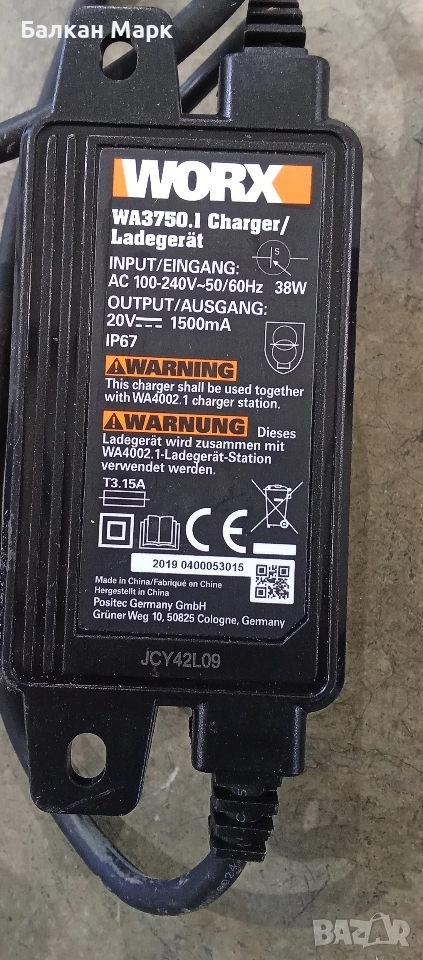 Балкан Марк
WORX
WA3750.1 Charger/
Ladegerät
S
INPUT/EINGANG:
AC 100-240V~50/60Hz 38W
OUTPUT/AUSGANG:
20V 1500mA
IP67
WARNING
This charger shall be used together
with WA4002.1 charger station.
WARNUNG Dieses
Ladegerät wird zusammen mit
WA4002.1-Ladegerät-Station
verwendet werden.
T3.15A
CE
2019 0400053015
Made in China/Fabriqué en Chine
Hergestellt in China
Positec Germany GmbH
Grüner Weg 10, 50825 Cologne, Germany
JCY42L09
BAZAR